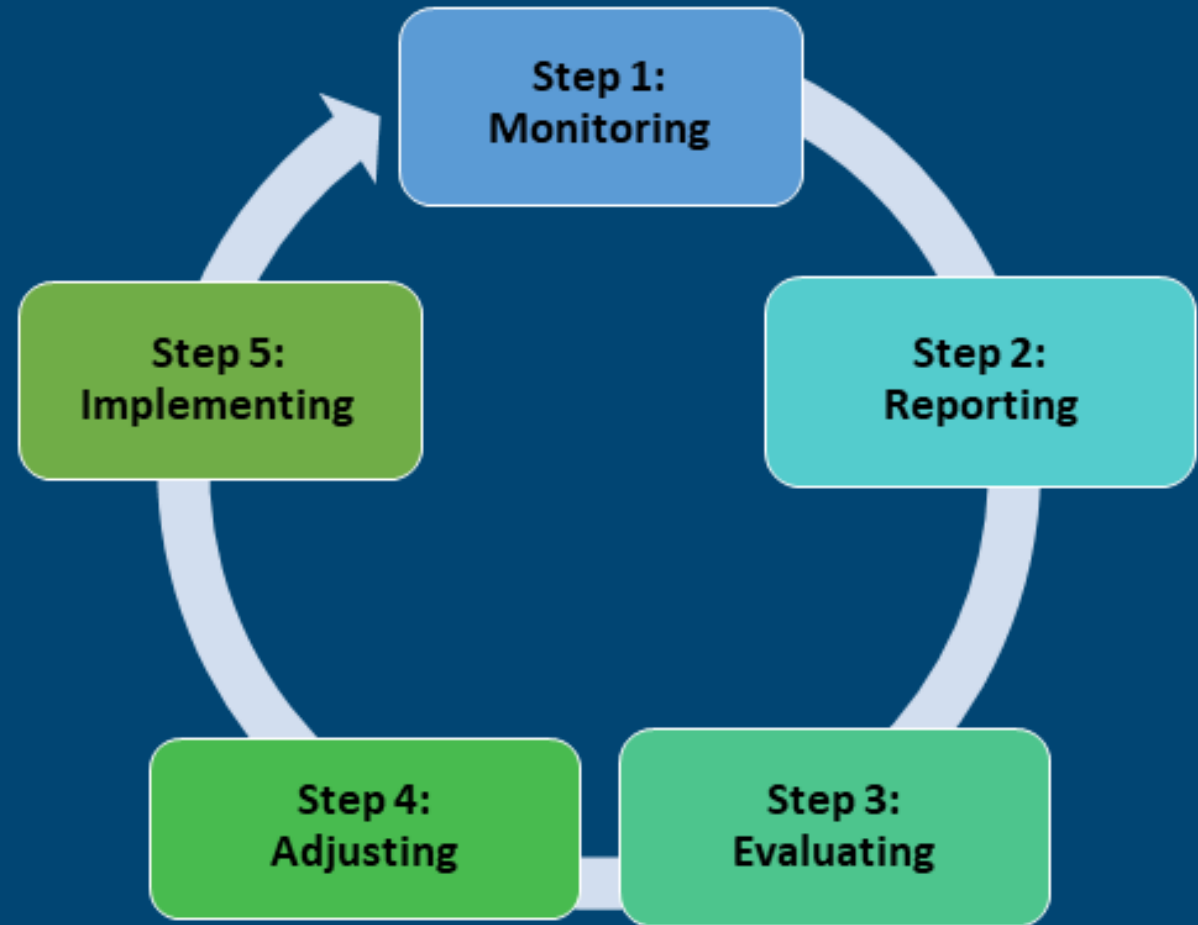 Step 1:
Monitoring
Step 2:
Reporting
Step 3:
Evaluating
Step 4:
Adjusting
Step 5:
Implementing